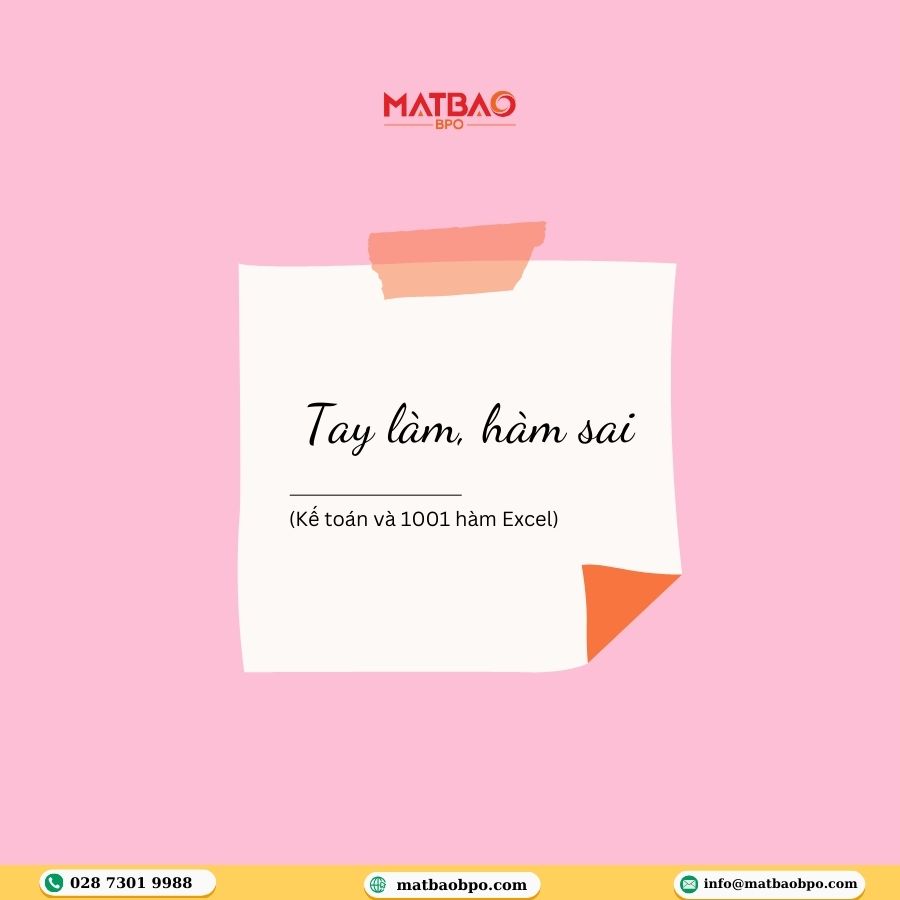 MATBAO
BPO
Tay làm, hàm sai
(Kế toán và 1001 hàm Excel)
028 7301 9988
matbaobpo.com
info@matbaobpo.com